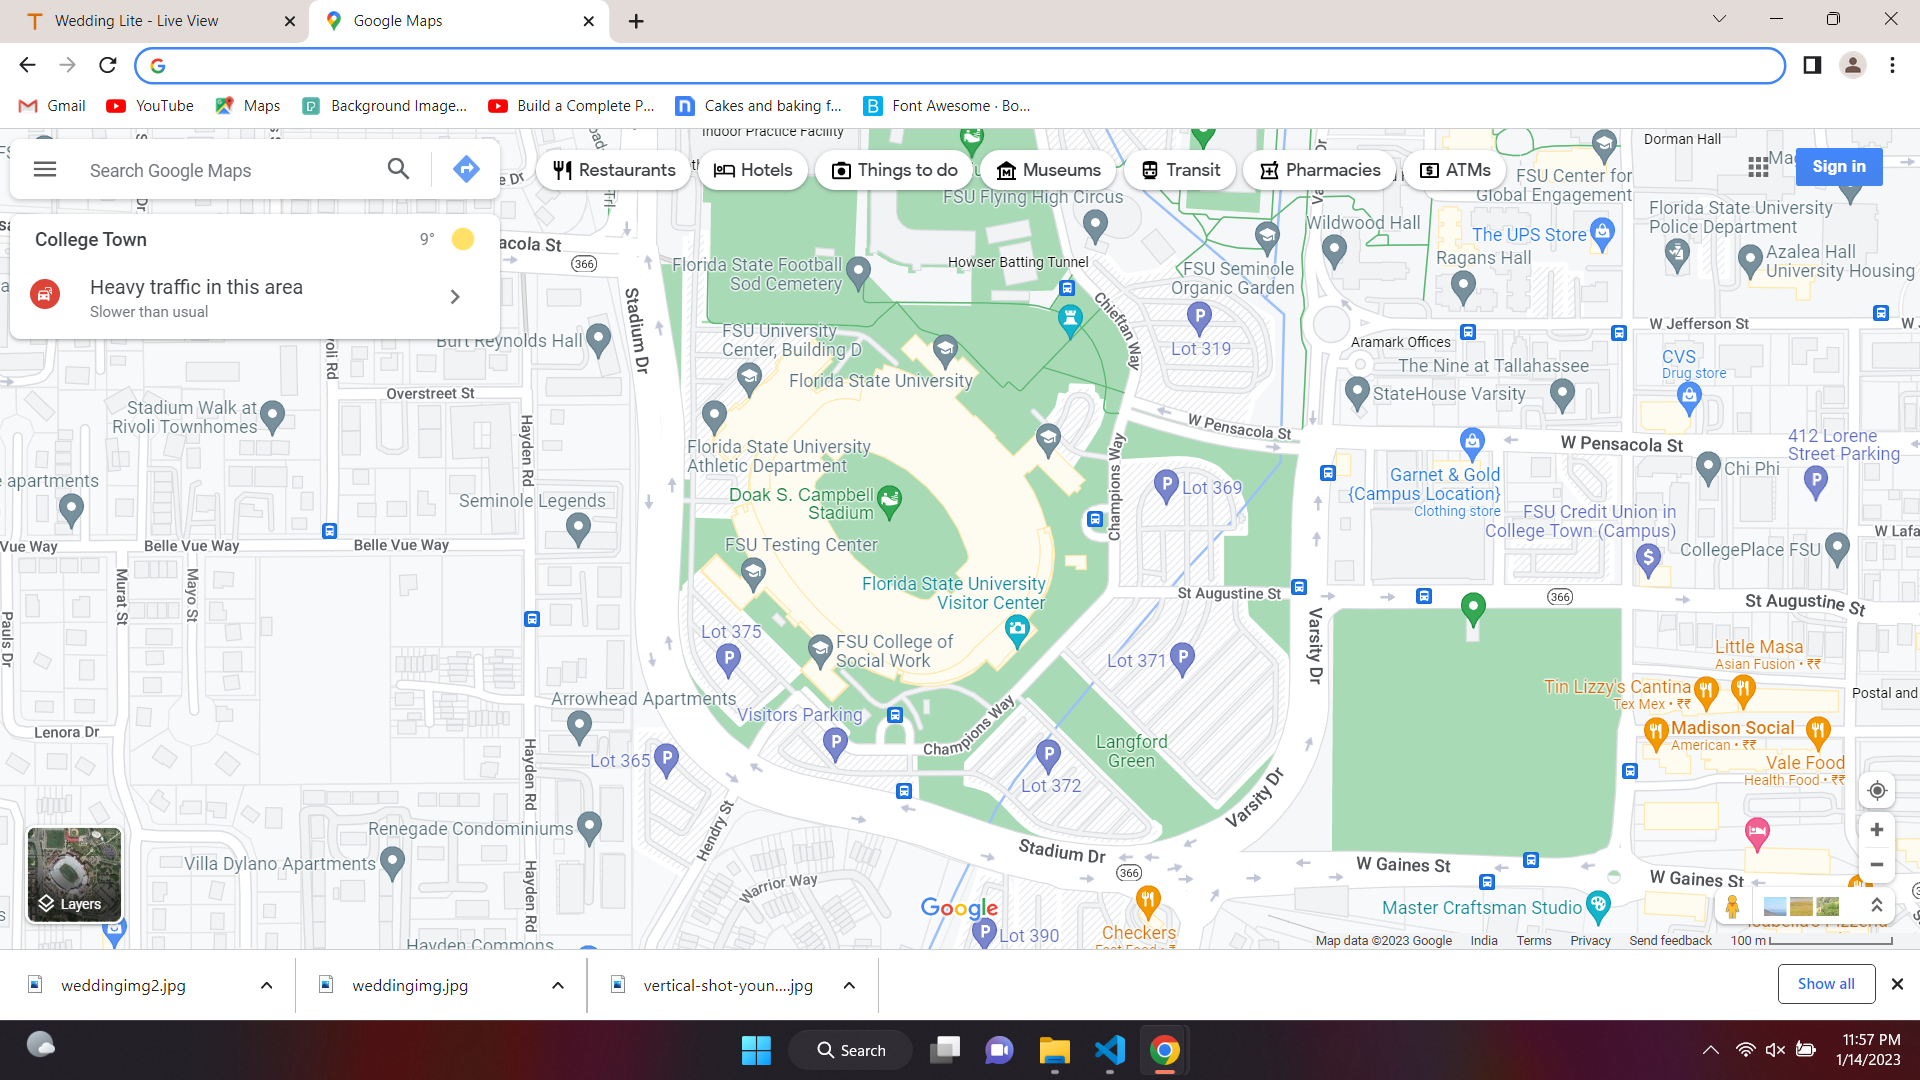 Wedding Lite - Live View
Google Maps
Gmail
YouTube
Maps
Background Image...
Build a Complete P...
Cakes and baking f...
Font Awesome · Bo...
Search Google Maps
Restaurants
Hotels
Things to do
Museums
Transit
Pharmacies
ATMs
Sign in
College Town
9°
Heavy traffic in this area
Slower than usual
Indoor Practice Facility
Dorman Hall
FSU Flying High Circus
FSU Center for
Global Engagement
Florida State University
Police Department
Wildwood Hall
The UPS Store
Ragans Hall
Azalea Hall
University Housing
acola St
366
Florida State Football
Sod Cemetery
Howser Batting Tunnel
FSU Seminole
Organic Garden
Stadium Dr
Chieftan Way
FSU University
Center, Building D
Burt Reynolds Hall
Lot 319
Aramark Offices
W Jefferson St
W J
The Nine at Tallahassee
CVS
Drug store
Florida State University
StateHouse Varsity
Overstreet St
Stadium Walk at
Rivoli Townhomes
voli Rd
Hayden Rd
W Pensacola St
W Pensacola St
412 Lorene
Street Parking
Florida State University
Athletic Department
Champions Way
Garnet & Gold
{Campus Location}
Clothing store
Chi Phi
e apartments
Seminole Legends
Doak S. Campbell
Stadium
Lot 369
FSU Credit Union in
College Town (Campus)
W Lafa
Vue Way
Belle Vue Way
Belle Vue Way
FSU Testing Center
CollegePlace FSU
Murat St
Mayo St
Pauls Dr
Florida State University
Visitor Center
St Augustine St
366
St Augustine St
Varsity Dr
Lot 375
FSU College of
Social Work
Lot 371
Little Masa
Asian Fusion • ₹₹
Tin Lizzy's Cantina
Tex Mex • ₹₹
Postal and
Arrowhead Apartments
Visitors Parking
Champions Way
Madison Social
American • ₹₹
Lenora Dr
Hayden Rd
Lot 365
Langford
Green
Vale Food
Health Food • ₹₹
Lot 372
Varsity Dr
Hendry St
Renegade Condominiums
Villa Dylano Apartments
Hayden Rd
Warrior Way
Stadium Dr
366
W Gaines St
W Gaines St
Layers
Google
Master Craftsman Studio
Lot 390
Checkers
Hayden Commons
Map data ©2023 Google
India
Terms
Privacy
Send feedback
100 m
weddingimg2.jpg
weddingimg.jpg
vertical-shot-youn....jpg
Show all
Search
11:57 PM
1/14/2023